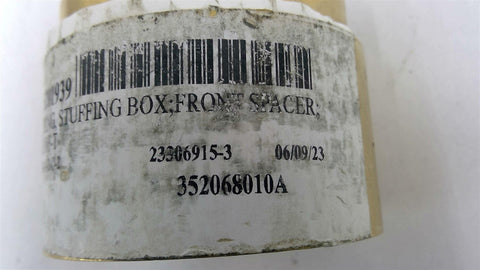 939
STUFFING BOX;FRONT SPACER;
23306915-3 06/09/23
352068010A